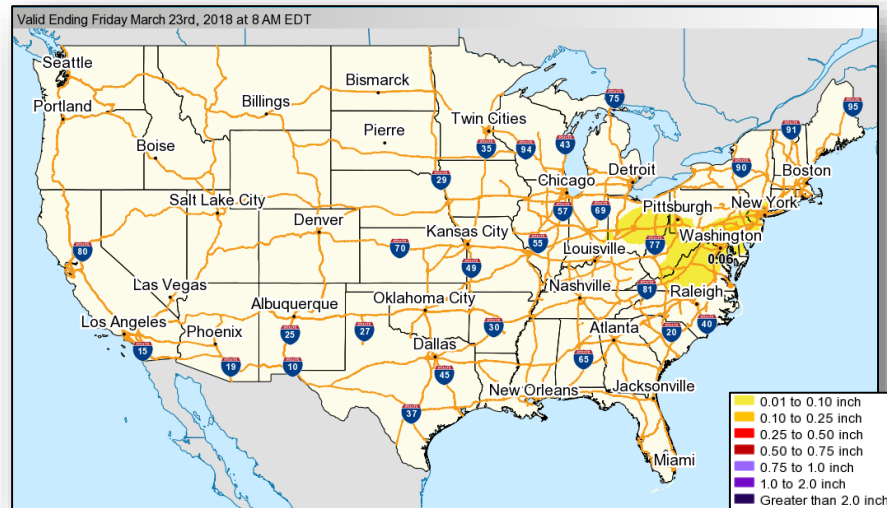 Valid Ending Friday March 23rd, 2018 at 8 AM EDT
Seattle
Portland
Billings
Bismarck
Twin Cities
75
95
Boise
Pierre
35
94
43
91
90
Boston
29
Chicago
Detroit
Salt Lake City
57
69
Pittsburgh
New York
80
Denver
70
Kansas City
55
Louisville
77
Washington
0.06
49
Las Vegas
Albuquerque
Oklahoma City
Nashville
81
Raleigh
Los Angeles
Phoenix
25
27
30
Atlanta
20
40
15
19
10
Dallas
45
65
37
New Orleans
Jacksonville
Miami
0.01 to 0.10 inch
0.10 to 0.25 inch
0.25 to 0.50 inch
0.50 to 0.75 inch
0.75 to 1.0 inch
1.0 to 2.0 inch
Greater than 2.0 inch